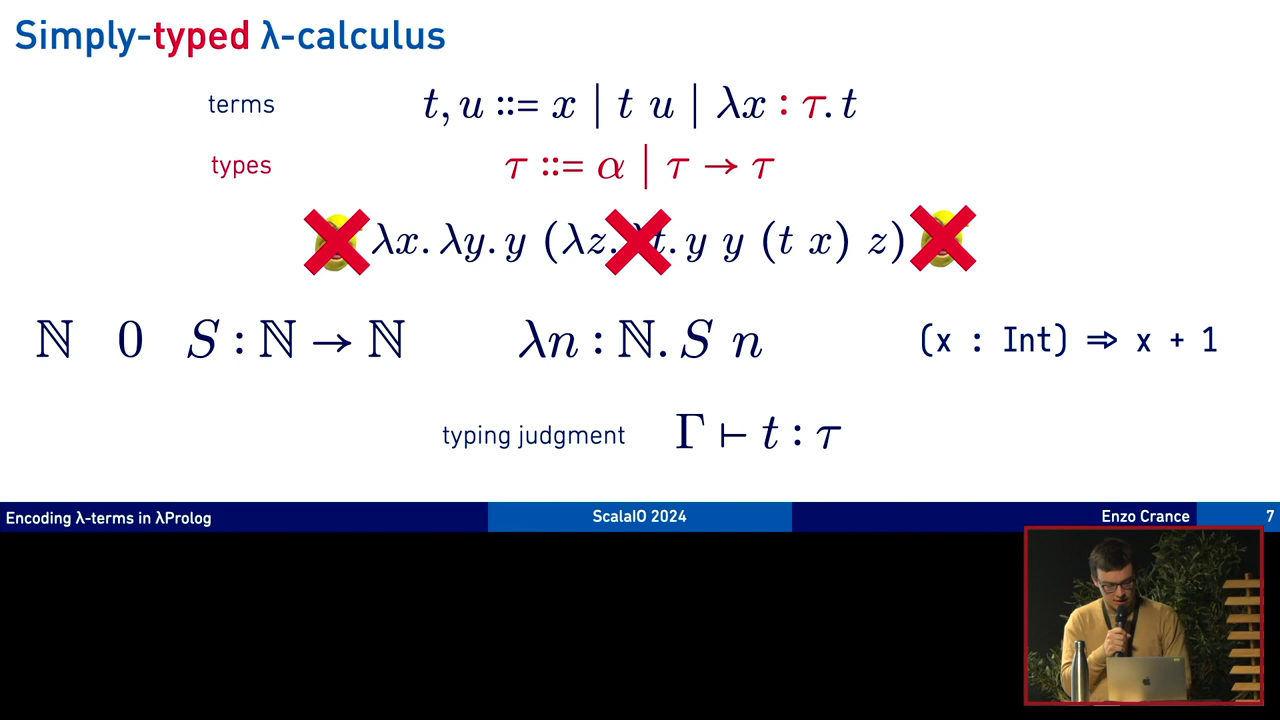 Simply-typed λ-calculus
terms t, u ::= x | t u | λx : τ. t
types τ ::= α | τ → τ
λx. λy. y (λz. λt. y y (t x) z)
ℕ 0 S : ℕ → ℕ λn : ℕ. S n (x : Int) ⇒ x + 1
typing judgment Γ ⊢ t : τ
Encoding λ-terms in λProlog ScalaIO 2024 Enzo Crance 7